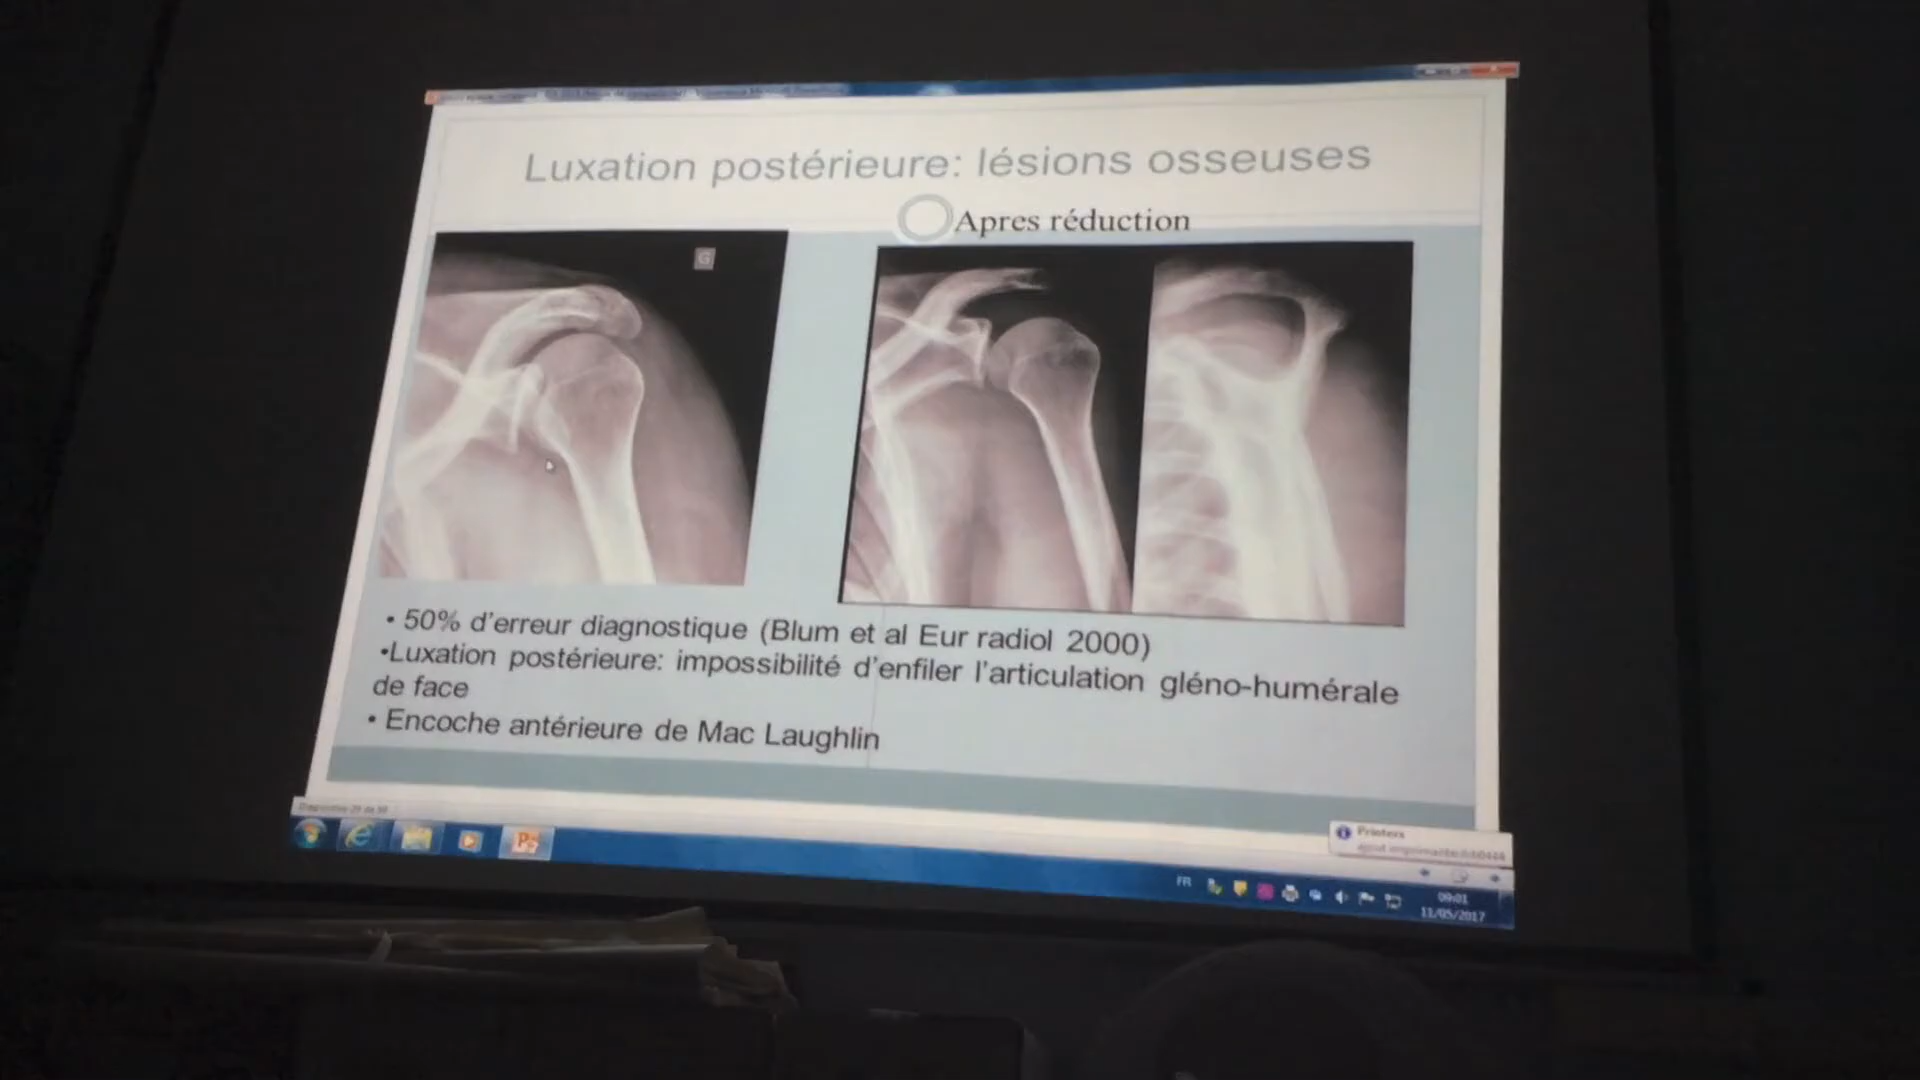 Luxation postérieure: lésions osseuses
Apres réduction
G
• 50% d'erreur diagnostique (Blum et al Eur radiol 2000)
•Luxation postérieure: impossibilité d'enfiler l'articulation gléno-humérale
de face
• Encoche antérieure de Mac Laughlin
Printers
FR
09:01
11/05/2017